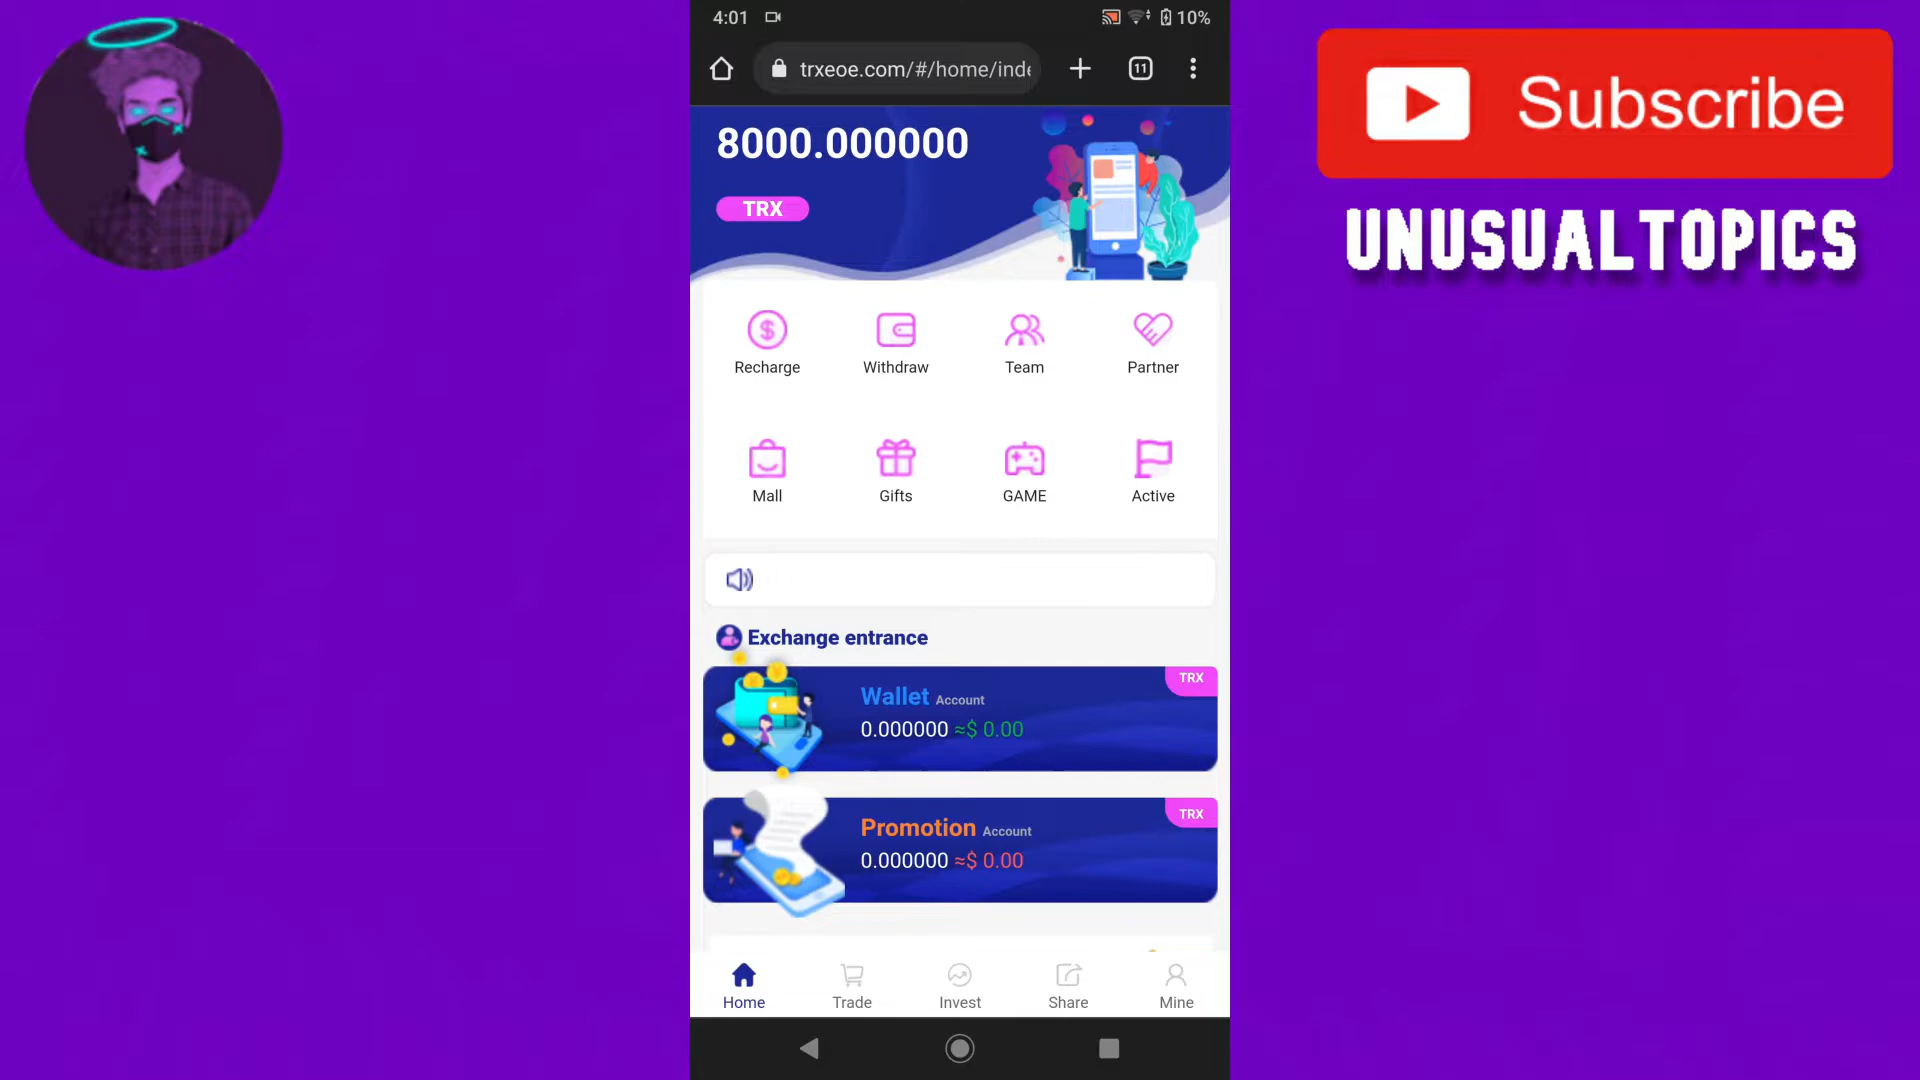 4:01
10%
trxeoe.com/#/home/inde
11
8000.000000
TRX
Recharge
Withdraw
Team
Partner
Mall
Gifts
GAME
Active
Exchange entrance
TRX
Wallet Account
0.000000 ≈$ 0.00
TRX
Promotion Account
0.000000 ≈$ 0.00
Home
Trade
Invest
Share
Mine
Subscribe
UNUSUALTOPICS